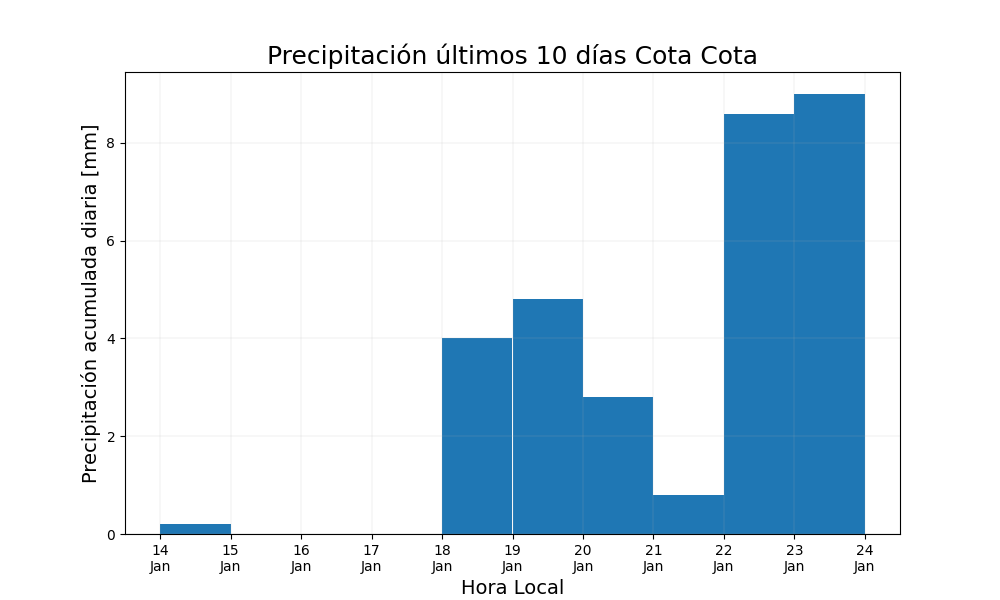 Precipitación últimos 10 días Cota Cota
Precipitación acumulada diaria [mm]
8
6
4
2
0
14 15 16 17 18 19 20 21 22 23 24
Jan Jan Jan Jan Jan Jan Jan Jan Jan Jan Jan
Hora Local